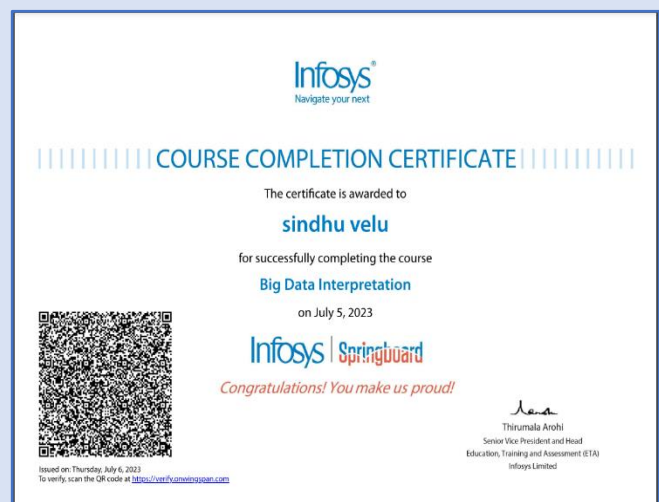 Infosys®
Navigate your next
COURSE COMPLETION CERTIFICATE
The certificate is awarded to
sindhu velu
for successfully completing the course
Big Data Interpretation
on July 5, 2023
Infosys | Springboard
Congratulations! You make us proud!
Thirumala Arohi
Senior Vice President and Head
Education, Training and Assessment (ETA)
Infosys Limited
Issued on: Thursday, July 6, 2023
To verify, scan the QR code at https://verify.onwingspan.com